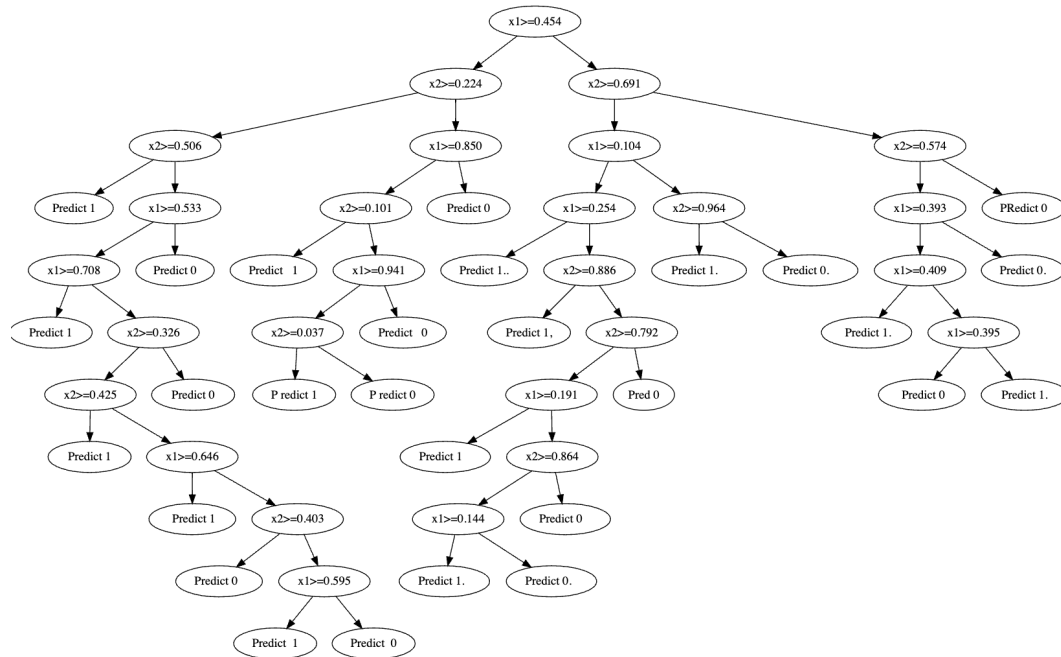 x1>=0.454
x2>=0.224 x2>=0.691
x2>=0.506 x1>=0.850 x1>=0.104 x2>=0.574
Predict 1 x1>=0.533 x2>=0.101 Predict 0 x1>=0.254 x2>=0.964 x1>=0.393 PRedict 0
x1>=0.708 Predict 0 Predict 1 x1>=0.941 Predict 1.. x2>=0.886 Predict 1. Predict 0. x1>=0.409 Predict 0.
Predict 1 x2>=0.326 x2>=0.037 Predict 0 Predict 1, x2>=0.792 Predict 1. x1>=0.395
x2>=0.425 Predict 0 P redict 1 P redict 0 x1>=0.191 Pred 0 Predict 0 Predict 1.
Predict 1 x1>=0.646 Predict 1 x2>=0.864
Predict 1 x2>=0.403 x1>=0.144 Predict 0
Predict 0 x1>=0.595 Predict 1. Predict 0.
Predict 1 Predict 0